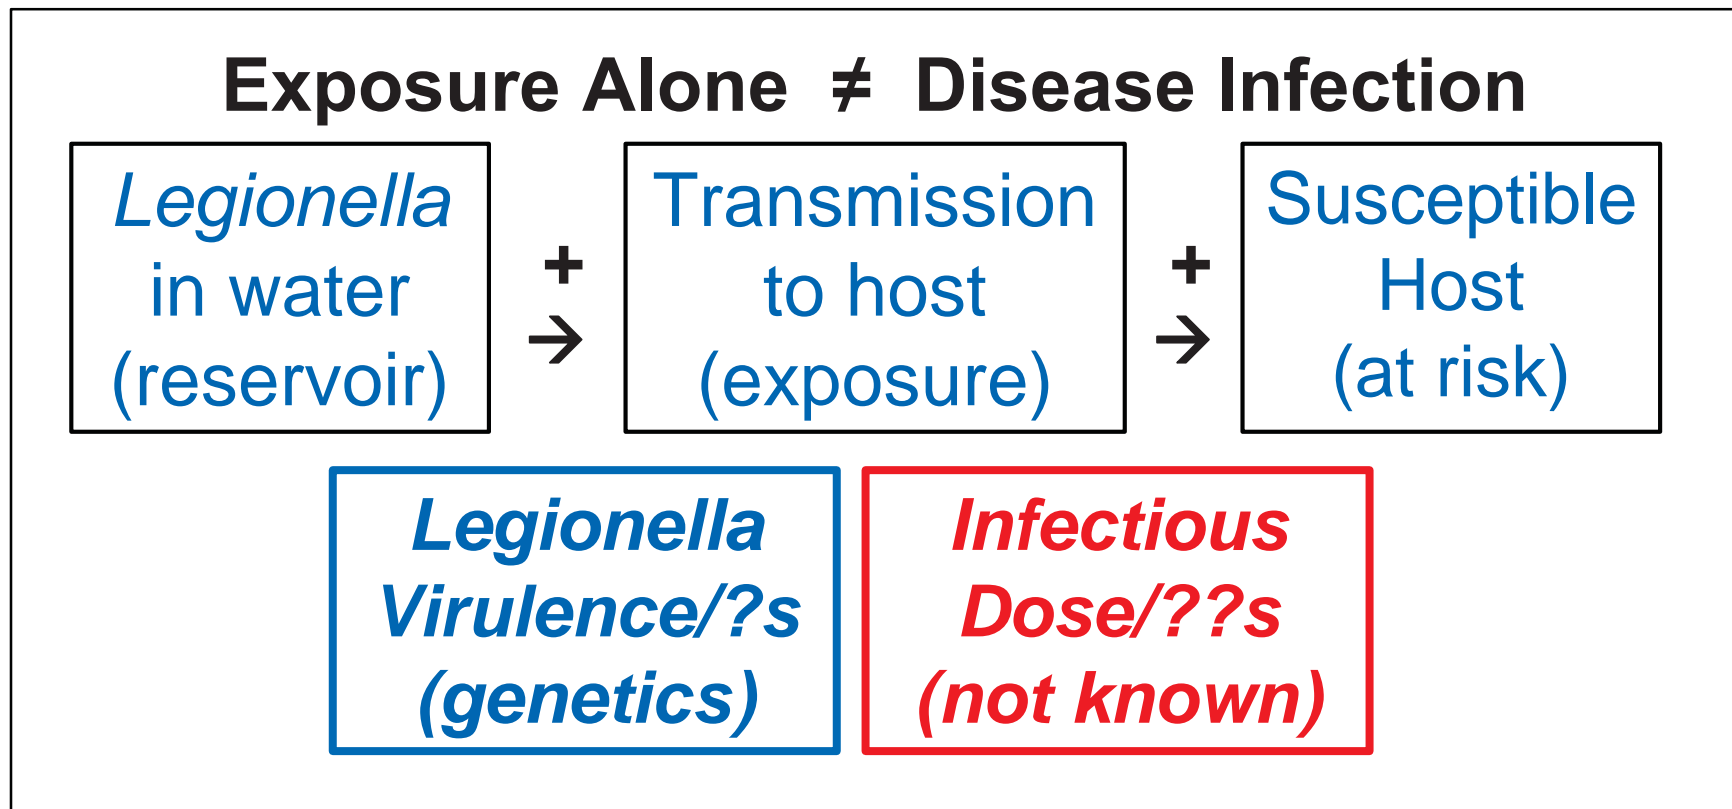 Exposure Alone ≠ Disease Infection
Legionella
in water
(reservoir)
+
→
Transmission
to host
(exposure)
+
→
Susceptible
Host
(at risk)
Legionella
Virulence/?s
(genetics)
Infectious
Dose/??s
(not known)